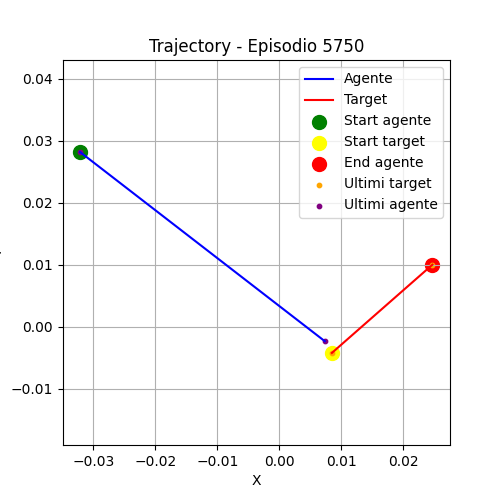 Trajectory - Episodio 5750
0.04
0.03
0.02
0.01
0.00
−0.01
−0.03
−0.02
−0.01
0.00
0.01
0.02
X
Agente
Target
Start agente
Start target
End agente
Ultimi target
Ultimi agente